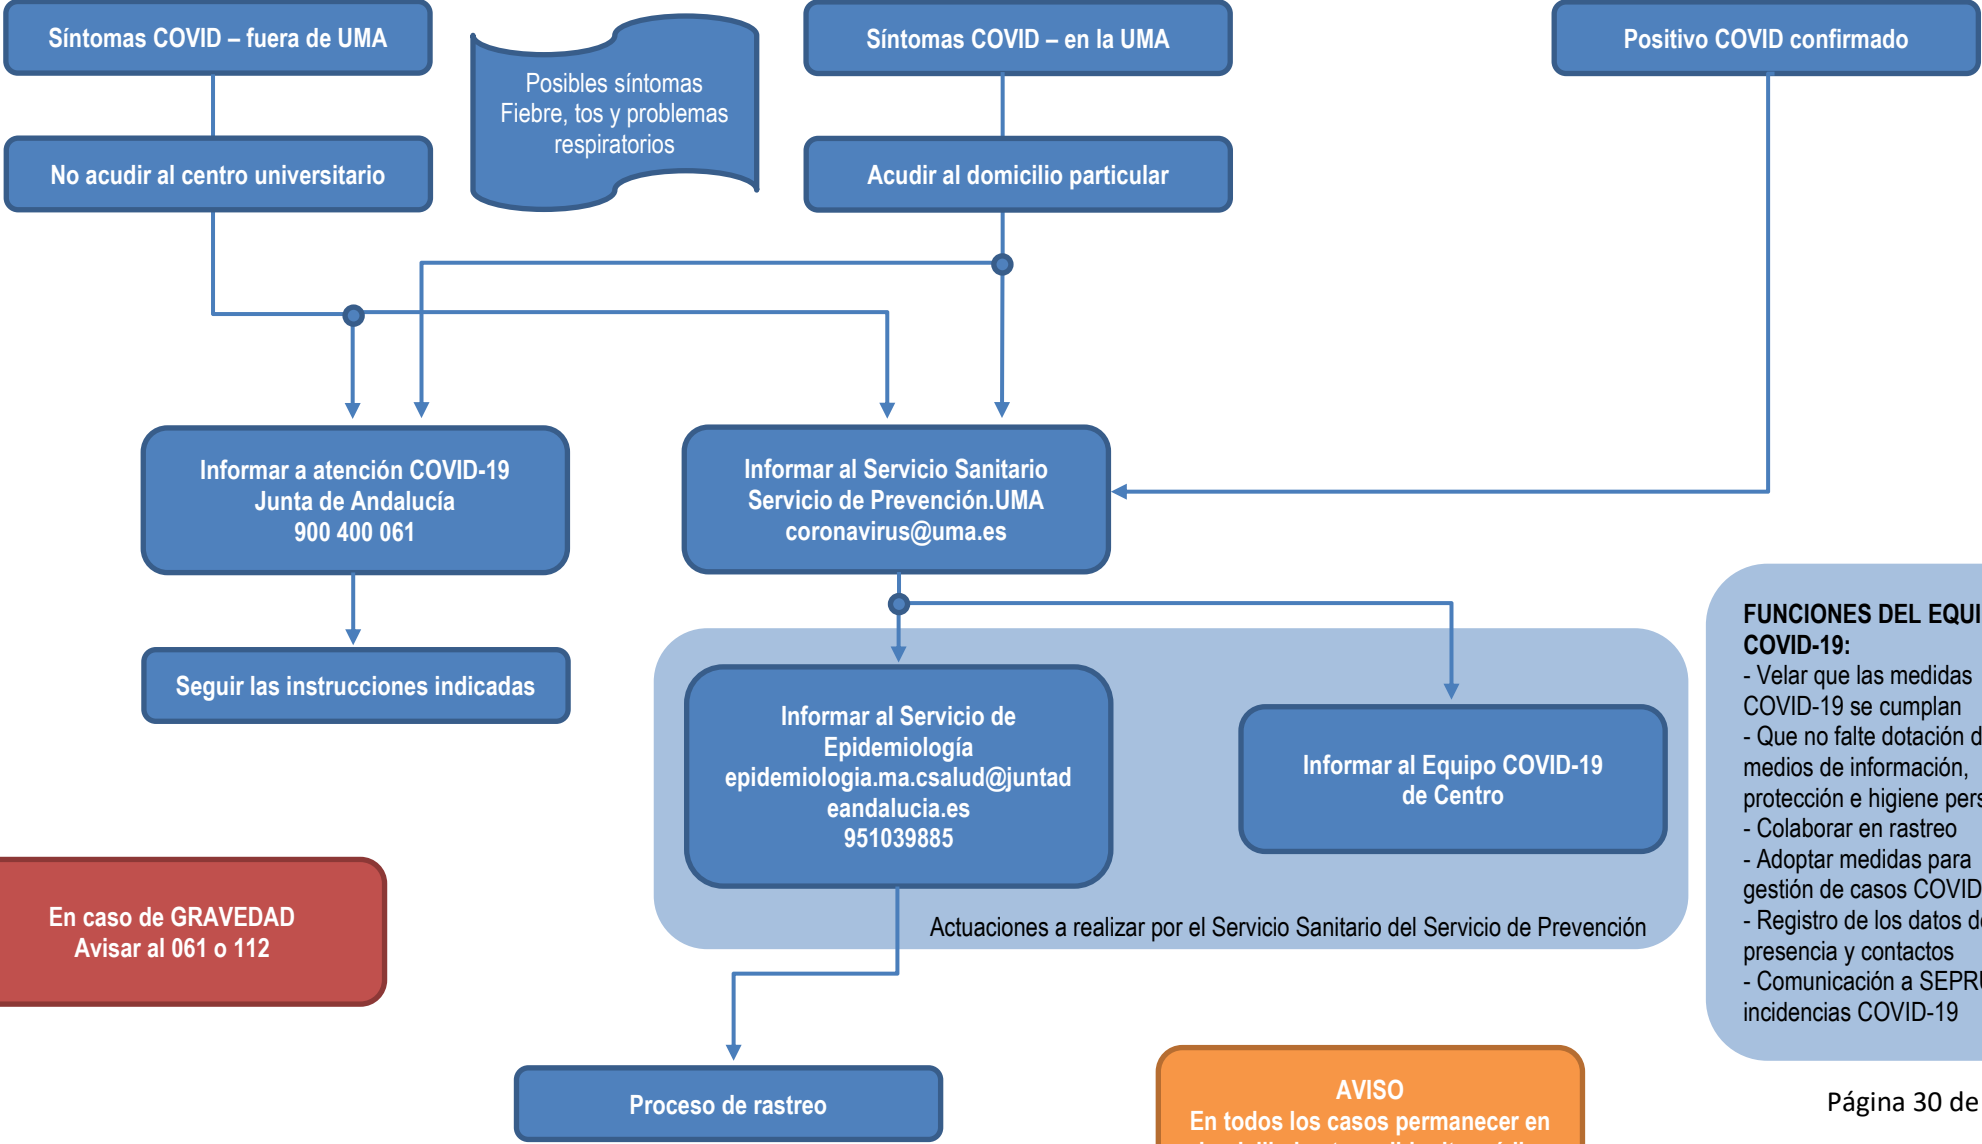 Síntomas COVID – fuera de UMA
Posibles síntomas
Fiebre, tos y problemas
respiratorios
Síntomas COVID – en la UMA
Positivo COVID confirmado
No acudir al centro universitario
Acudir al domicilio particular
Informar a atención COVID-19
Junta de Andalucía
900 400 061
Informar al Servicio Sanitario
Servicio de Prevención.UMA
coronavirus@uma.es
Seguir las instrucciones indicadas
Informar al Servicio de
Epidemiología
epidemiologia.ma.csalud@juntad
eandalucia.es
951039885
Informar al Equipo COVID-19
de Centro
Actuaciones a realizar por el Servicio Sanitario del Servicio de Prevención
FUNCIONES DEL
COVID-19:
- Velar que las medidas
COVID-19 se cumplan
- Que no falte dotación
medios de información,
protección e higiene
- Colaborar en rastreo
- Adoptar medidas para
gestión de casos COVID
- Registro de los datos
presencia y contactos
- Comunicación a
incidencias COVID-19
En caso de GRAVEDAD
Avisar al 061 o 112
Proceso de rastreo
AVISO
En todos los casos permanecer en
Página 30 de